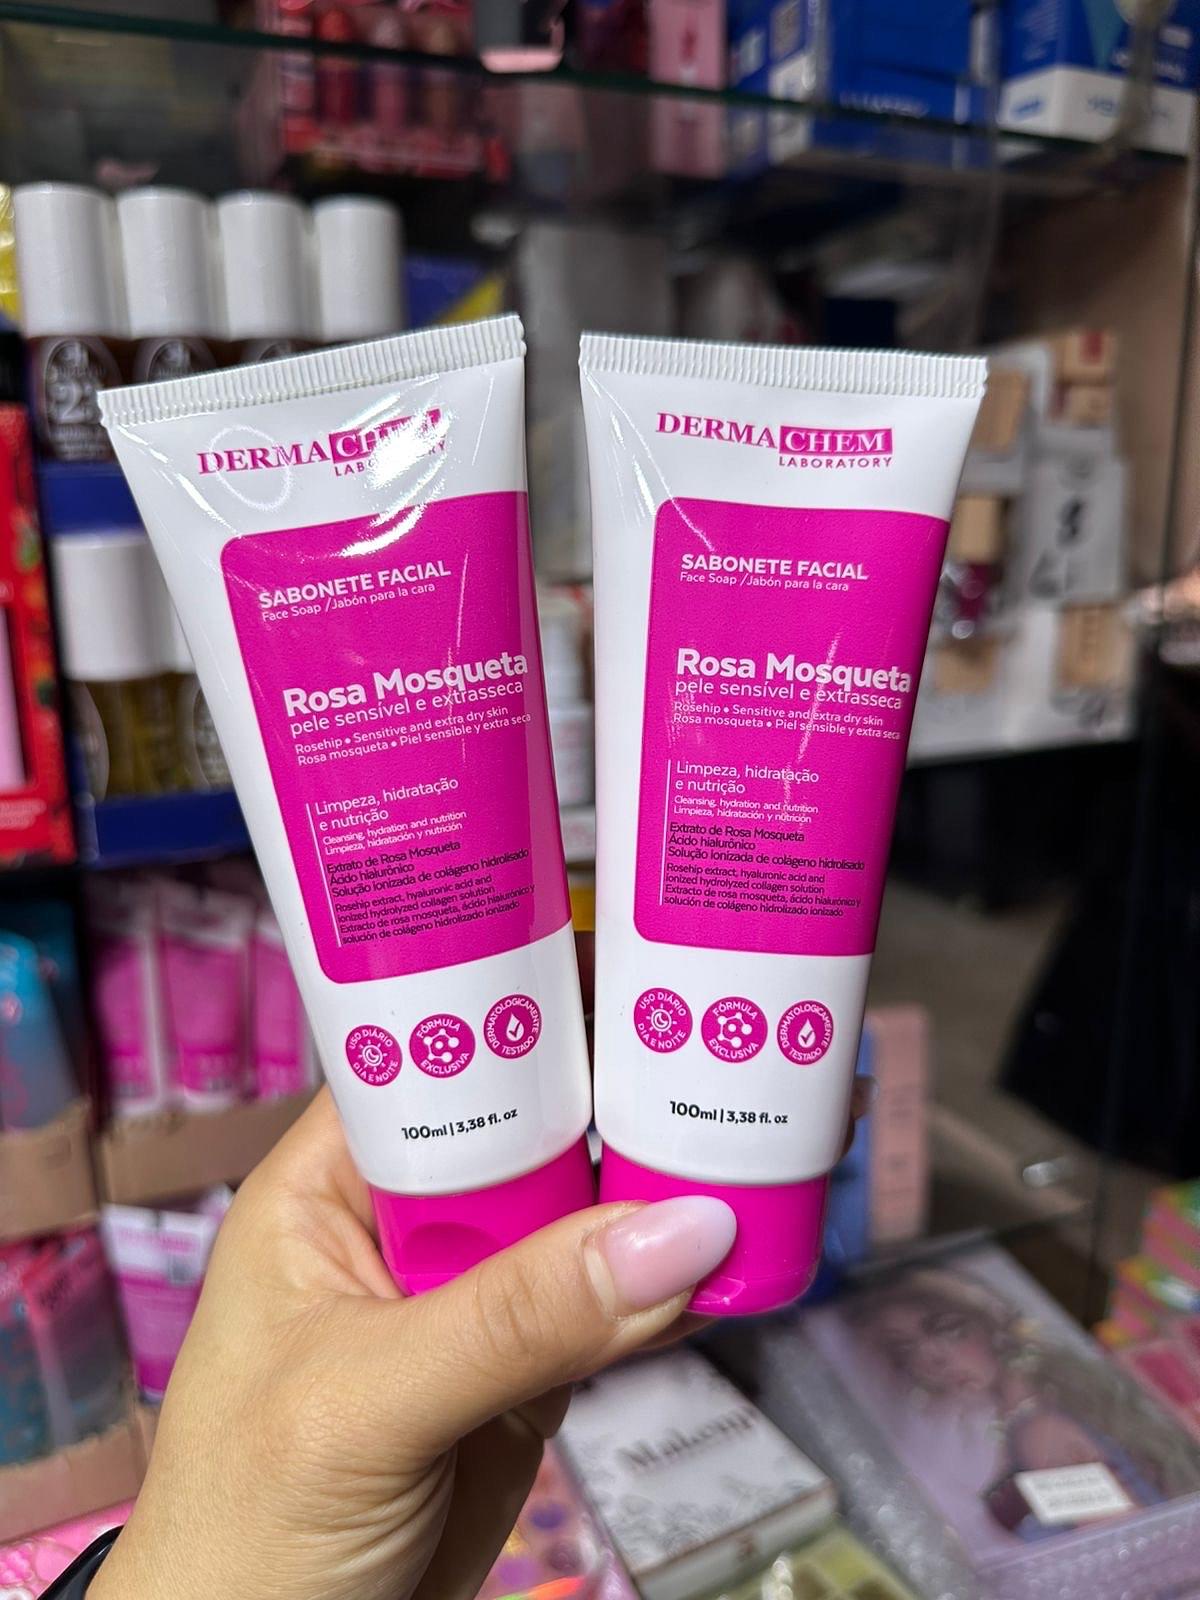 DERMACHEM
LABORATORY
SABONETE FACIAL
Face Soap / Jabón para la cara
Rosa Mosqueta
pele sensível e extrasseca
Rosehip • Sensitive and extra dry skin
Rosa mosqueta • Piel sensible y extra seca
Limpeza, hidratação
e nutrição
Cleansing, hydration and nutrition
Limpieza, hidratación y nutrición
Extrato de Rosa Mosqueta
Ácido hialurônico
Solução ionizada de colágeno hidrolisado
Rosehip extract, hyaluronic acid and
ionized hydrolyzed collagen solution
Extracto de rosa mosqueta, ácido hialurónico y
solución de colágeno hidrolizado ionizado
USO DIÁRIO
DIA E NOITE
FÓRMULA
EXCLUSIVA
DERMATOLOGICAMENTE
TESTADO
100ml | 3,38 fl. oz
DERMACHEM
LABORATORY
SABONETE FACIAL
Face Soap /Jabón para la cara
Rosa Mosqueta
pele sensível e extrasseca
Rosehip • Sensitive and extra dry skin
Rosa mosqueta • Piel sensible y extra seca
Limpeza, hidratação
e nutrição
Cleansing, hydration and nutrition
Limpieza, hidratación y nutrición
Extrato de Rosa Mosqueta
Ácido hialurônico
Solução ionizada de colágeno hidrolisado
Rosehip extract, hyaluronic acid and
ionized hydrolyzed collagen solution
Extracto de rosa mosqueta, ácido hialurónico y
solución de colágeno hidrolizado ionizado
USO DIÁRIO
DIA E NOITE
FÓRMULA
EXCLUSIVA
DERMATOLOGICAMENTE
TESTADO
100ml | 3,38 fl. oz
Makeup